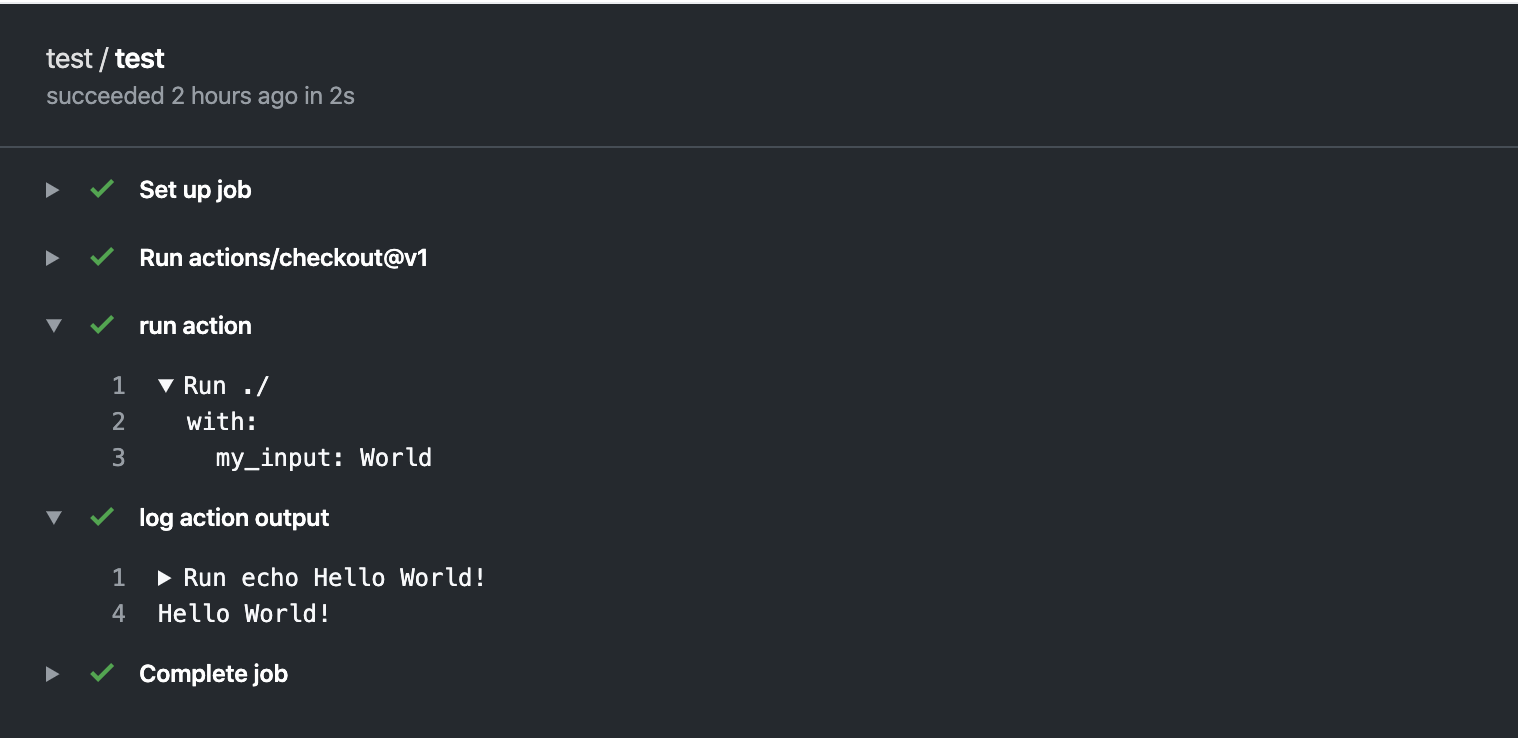 test / test
succeeded 2 hours ago in 2s
Set up job
Run actions/checkout@v1
run action
1 Run ./
2 with:
3 my_input: World
log action output
1 Run echo Hello World!
4 Hello World!
Complete job